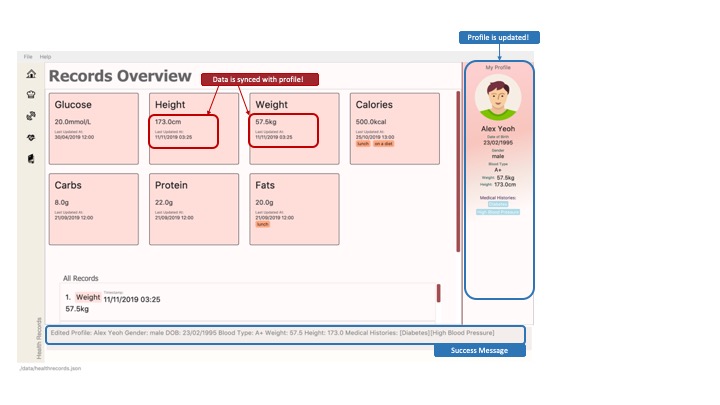 Profile is updated!
File Help
Records Overview
Data is synced with profile!
My Profile
Glucose
20.0mmol/L
Last Updated At:
30/04/2019 12:00
Height
173.0cm
Last Updated At:
11/11/2019 03:25
Weight
57.5kg
Last Updated At:
11/11/2019 03:25
Calories
500.0kcal
Last Updated At:
25/10/2019 13:00
lunch on a diet
Carbs
8.0g
Last Updated At:
21/09/2019 12:00
Protein
22.0g
Last Updated At:
21/09/2019 12:00
Fats
20.0g
Last Updated At:
21/09/2019 12:00
lunch
Alex Yeoh
Date of Birth
23/02/1995
Gender
male
Blood Type
A+
Weight: 57.5kg
Height: 173.0cm
Medical Histories:
Diabetes
High Blood Pressure
All Records
1. Weight Timestamp: 11/11/2019 03:25
57.5kg
Health Records
Edited Profile: Alex Yeoh Gender: male DOB: 23/02/1995 Blood Type: A+ Weight: 57.5 Height: 173.0 Medical Histories: [Diabetes][High Blood Pressure]
Success Message
./data/healthrecords.json